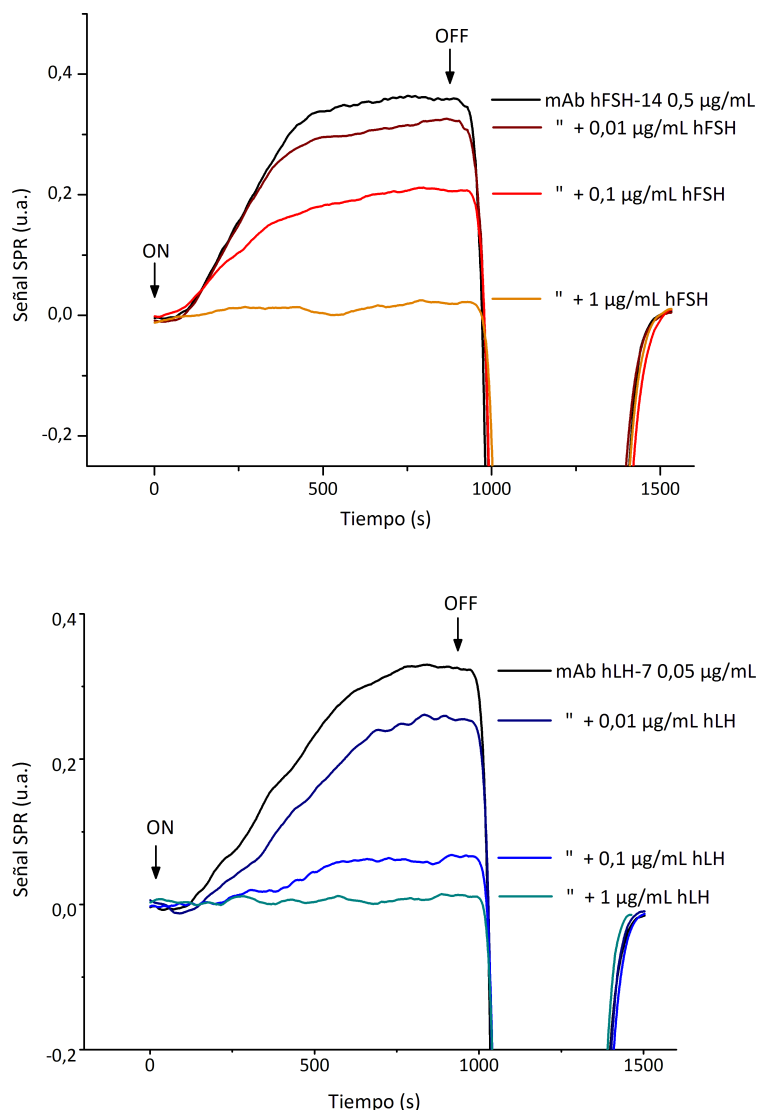 OFF
0,4
mAb hFSH-14 0,5 µg/mL
" + 0,01 µg/mL hFSH
0,2
" + 0,1 µg/mL hFSH
ON
Señal SPR (u.a.)
0,0
" + 1 µg/mL hFSH
-0,2
0 500 1000 1500
Tiempo (s)
0,4
OFF
mAb hLH-7 0,05 µg/mL
" + 0,01 µg/mL hLH
0,2
ON
Señal SPR (u.a.)
" + 0,1 µg/mL hLH
" + 1 µg/mL hLH
0,0
-0,2
0 500 1000 1500
Tiempo (s)